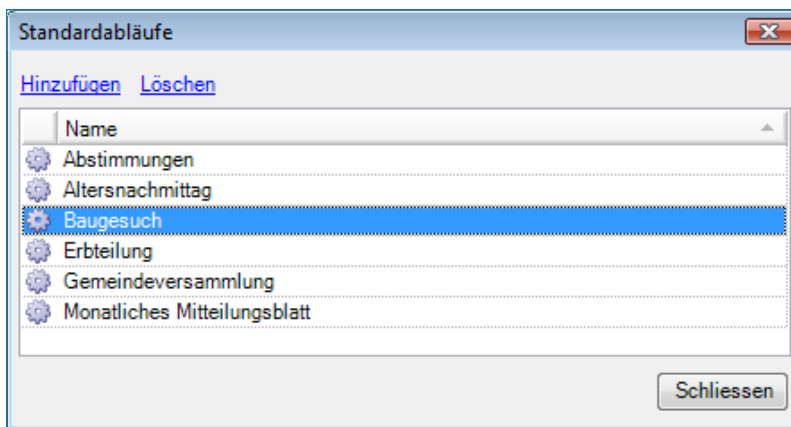 Standardabläufe
Hinzufügen Löschen
Name
Abstimmungen
Altersnachmittag
Baugesuch
Erbteilung
Gemeindeversammlung
Monatliches Mitteilungsblatt
Schliessen